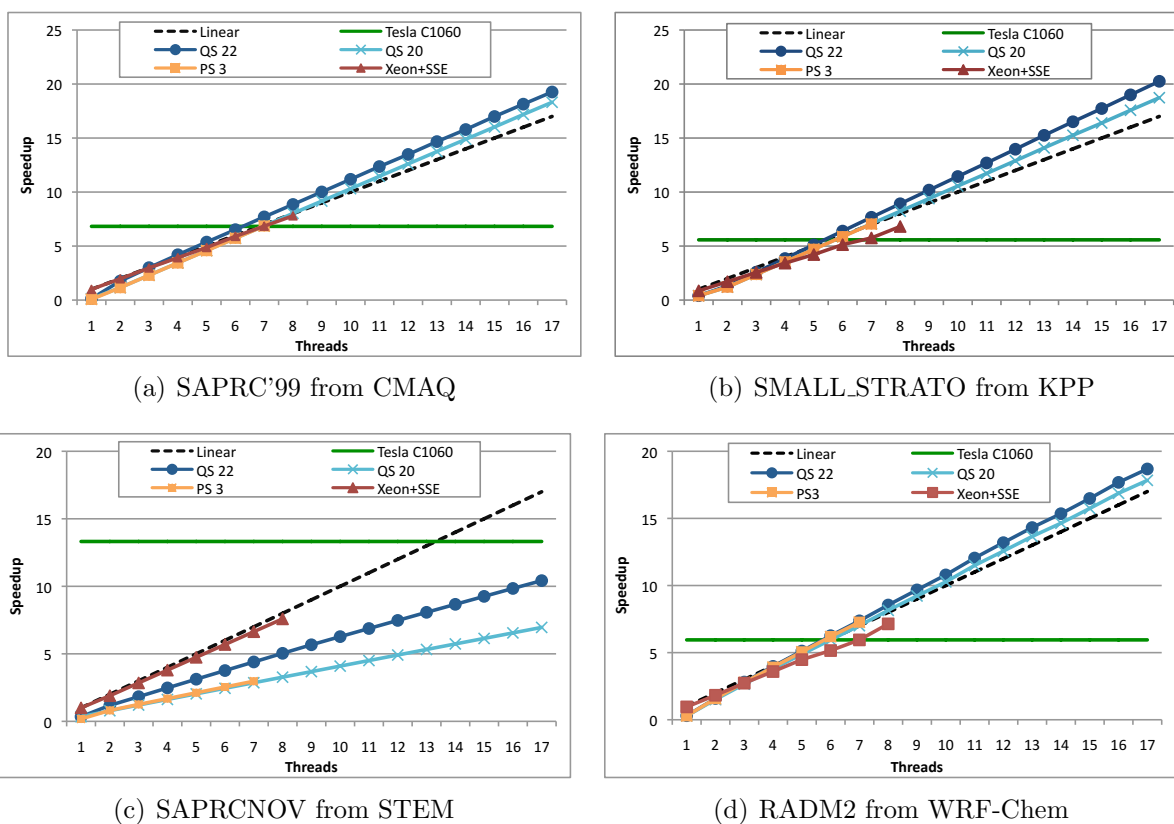 25
20
15
10
5
0
Speedup
Linear
Tesla C1060
QS 22
QS 20
PS 3
Xeon+SSE
1 2 3 4 5 6 7 8 9 10 11 12 13 14 15 16 17
Threads
(a) SAPRC'99 from CMAQ
25
20
15
10
5
0
Speedup
Linear
Tesla C1060
QS 22
QS 20
PS 3
Xeon+SSE
1 2 3 4 5 6 7 8 9 10 11 12 13 14 15 16 17
Threads
(b) SMALL_STRATO from KPP
20
15
10
5
0
Speedup
Linear
Tesla C1060
QS 22
QS 20
PS 3
Xeon+SSE
1 2 3 4 5 6 7 8 9 10 11 12 13 14 15 16 17
Threads
(c) SAPRCNOV from STEM
20
15
10
5
0
Speedup
Linear
Tesla C1060
QS 22
QS 20
PS3
Xeon+SSE
1 2 3 4 5 6 7 8 9 10 11 12 13 14 15 16 17
Threads
(d) RADM2 from WRF-Chem